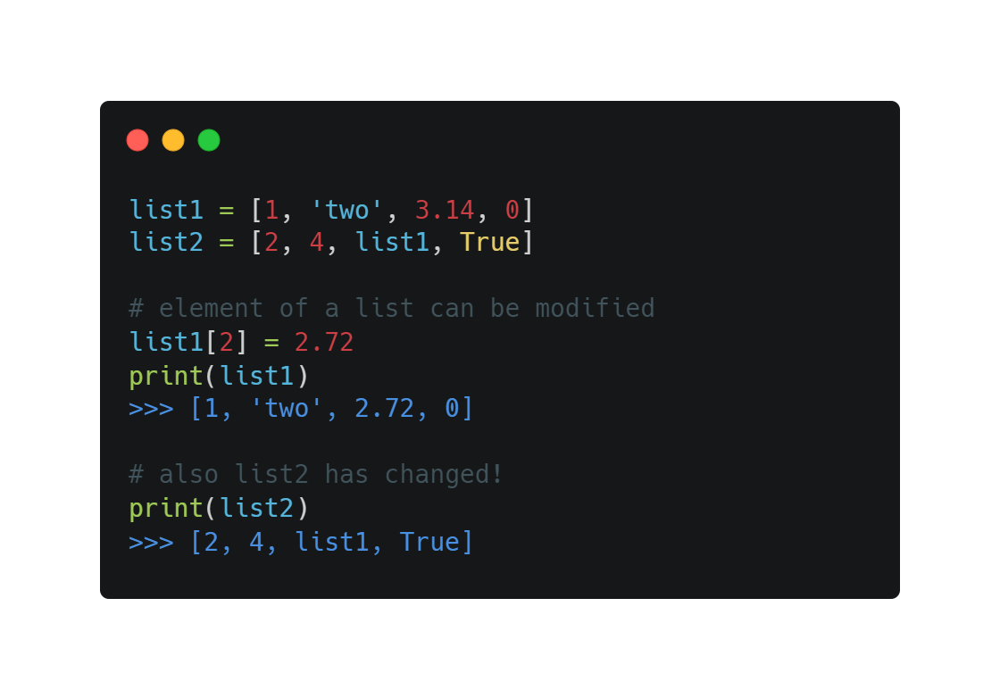 list1 = [1, 'two', 3.14, 0]
list2 = [2, 4, list1, True]
# element of a list can be modified
list1[2] = 2.72
print(list1)
>>> [1, 'two', 2.72, 0]
# also list2 has changed!
print(list2)
>>> [2, 4, list1, True]